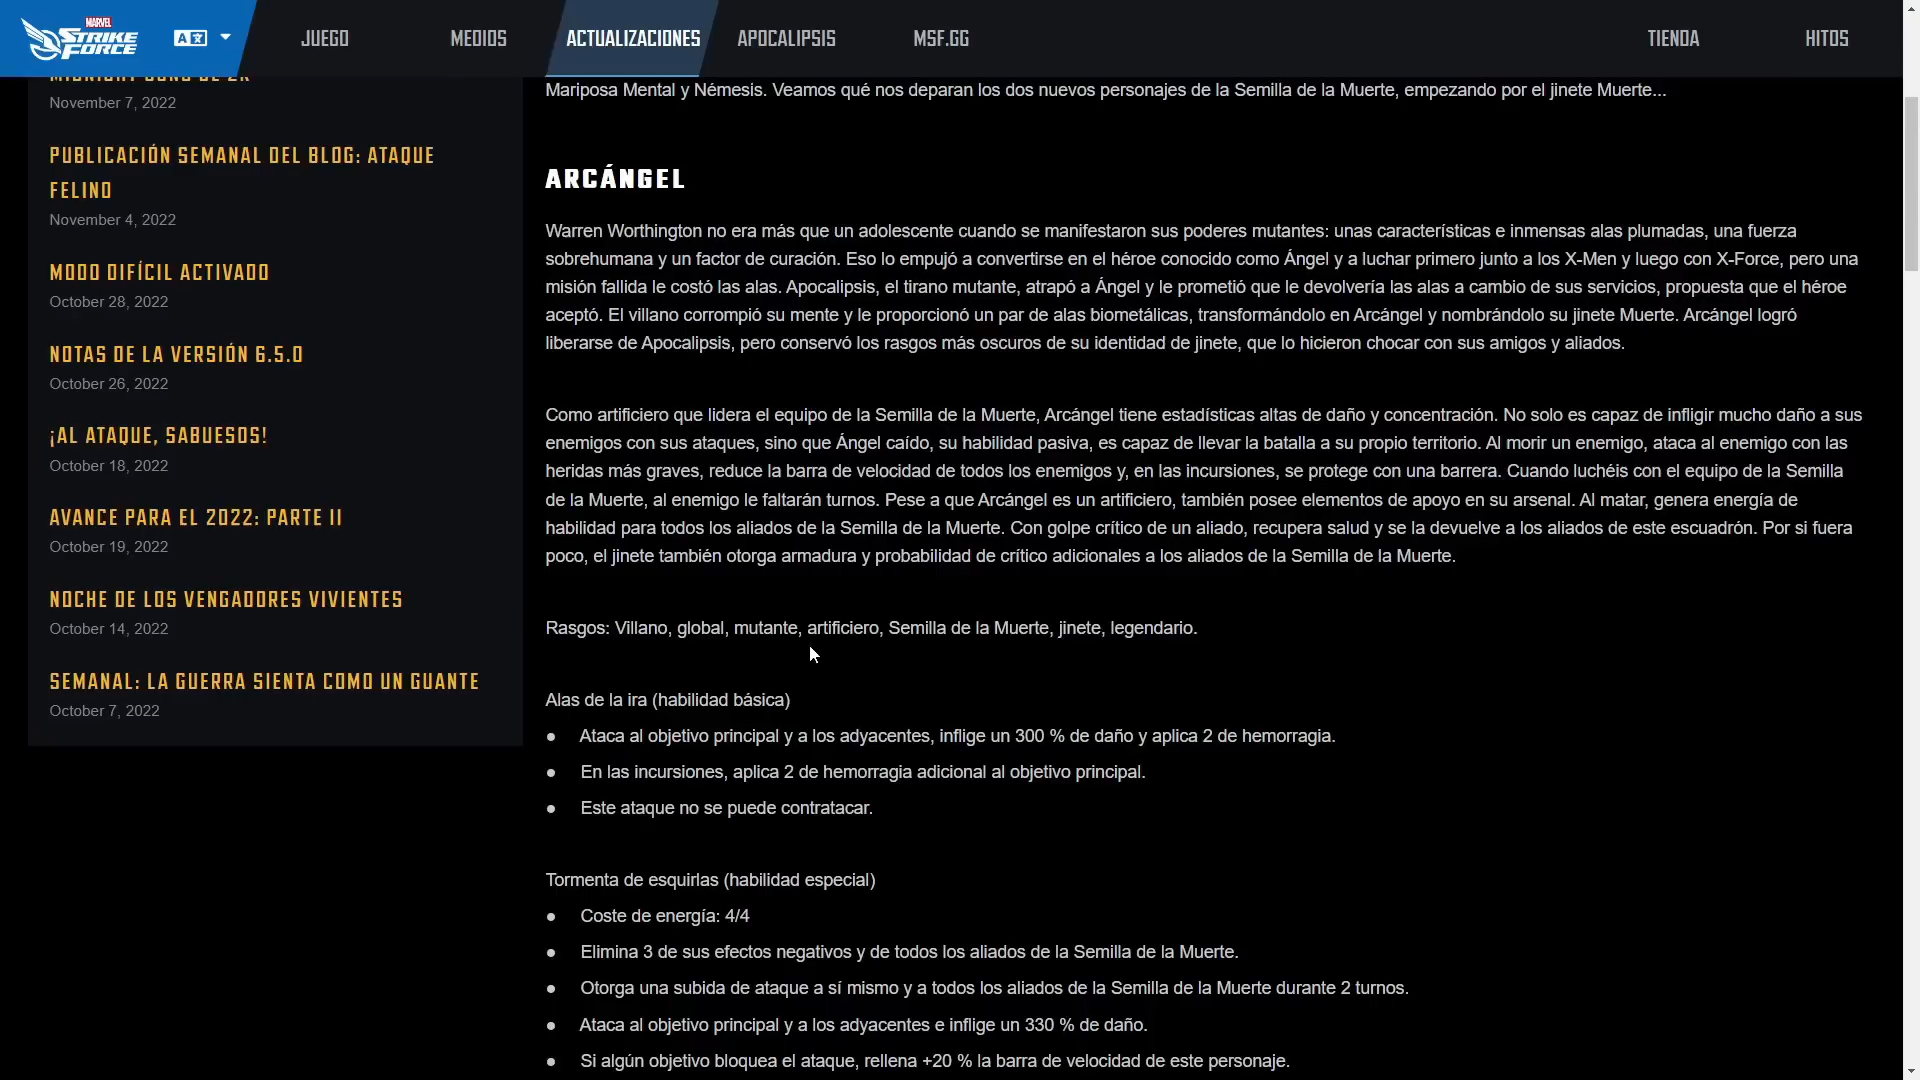 MARVEL
STRIKE
FORCE
JUEGO
MEDIOS
ACTUALIZACIONES
APOCALIPSIS
MSF.GG
TIENDA
HITOS
November 7, 2022
PUBLICACIÓN SEMANAL DEL BLOG: ATAQUE
FELINO
November 4, 2022
MODO DIFÍCIL ACTIVADO
October 28, 2022
NOTAS DE LA VERSIÓN 6.5.0
October 26, 2022
¡AL ATAQUE, SABUESOS!
October 18, 2022
AVANCE PARA EL 2022: PARTE II
October 19, 2022
NOCHE DE LOS VENGADORES VIVIENTES
October 14, 2022
SEMANAL: LA GUERRA SIENTA COMO UN GUANTE
October 7, 2022
Mariposa Mental y Némesis. Veamos qué nos deparan los dos nuevos personajes de la Semilla de la Muerte, empezando por el jinete Muerte...
ARCÁNGEL
Warren Worthington no era más que un adolescente cuando se manifestaron sus poderes mutantes: unas características e inmensas alas plumadas, una fuerza
sobrehumana y un factor de curación. Eso lo empujó a convertirse en el héroe conocido como Ángel y a luchar primero junto a los X-Men y luego con X-Force, pero una
misión fallida le costó las alas. Apocalipsis, el tirano mutante, atrapó a Ángel y le prometió que le devolvería las alas a cambio de sus servicios, propuesta que el héroe
aceptó. El villano corrompió su mente y le proporcionó un par de alas biometálicas, transformándolo en Arcángel y nombrándolo su jinete Muerte. Arcángel logró
liberarse de Apocalipsis, pero conservó los rasgos más oscuros de su identidad de jinete, que lo hicieron chocar con sus amigos y aliados.
Como artificiero que lidera el equipo de la Semilla de la Muerte, Arcángel tiene estadísticas altas de daño y concentración. No solo es capaz de infligir mucho daño a sus
enemigos con sus ataques, sino que Ángel caído, su habilidad pasiva, es capaz de llevar la batalla a su propio territorio. Al morir un enemigo, ataca al enemigo con las
heridas más graves, reduce la barra de velocidad de todos los enemigos y, en las incursiones, se protege con una barrera. Cuando luchéis con el equipo de la Semilla
de la Muerte, al enemigo le faltarán turnos. Pese a que Arcángel es un artificiero, también posee elementos de apoyo en su arsenal. Al matar, genera energía de
habilidad para todos los aliados de la Semilla de la Muerte. Con golpe crítico de un aliado, recupera salud y se la devuelve a los aliados de este escuadrón. Por si fuera
poco, el jinete también otorga armadura y probabilidad de crítico adicionales a los aliados de la Semilla de la Muerte.
Rasgos: Villano, global, mutante, artificiero, Semilla de la Muerte, jinete, legendario.
Alas de la ira (habilidad básica)
● Ataca al objetivo principal y a los adyacentes, inflige un 300 % de daño y aplica 2 de hemorragia.
● En las incursiones, aplica 2 de hemorragia adicional al objetivo principal.
● Este ataque no se puede contratacar.
Tormenta de esquirlas (habilidad especial)
● Coste de energía: 4/4
● Elimina 3 de sus efectos negativos y de todos los aliados de la Semilla de la Muerte.
● Otorga una subida de ataque a sí mismo y a todos los aliados de la Semilla de la Muerte durante 2 turnos.
● Ataca al objetivo principal y a los adyacentes e inflige un 330 % de daño.
● Si algún objetivo bloquea el ataque, rellena +20 % la barra de velocidad de este personaje.